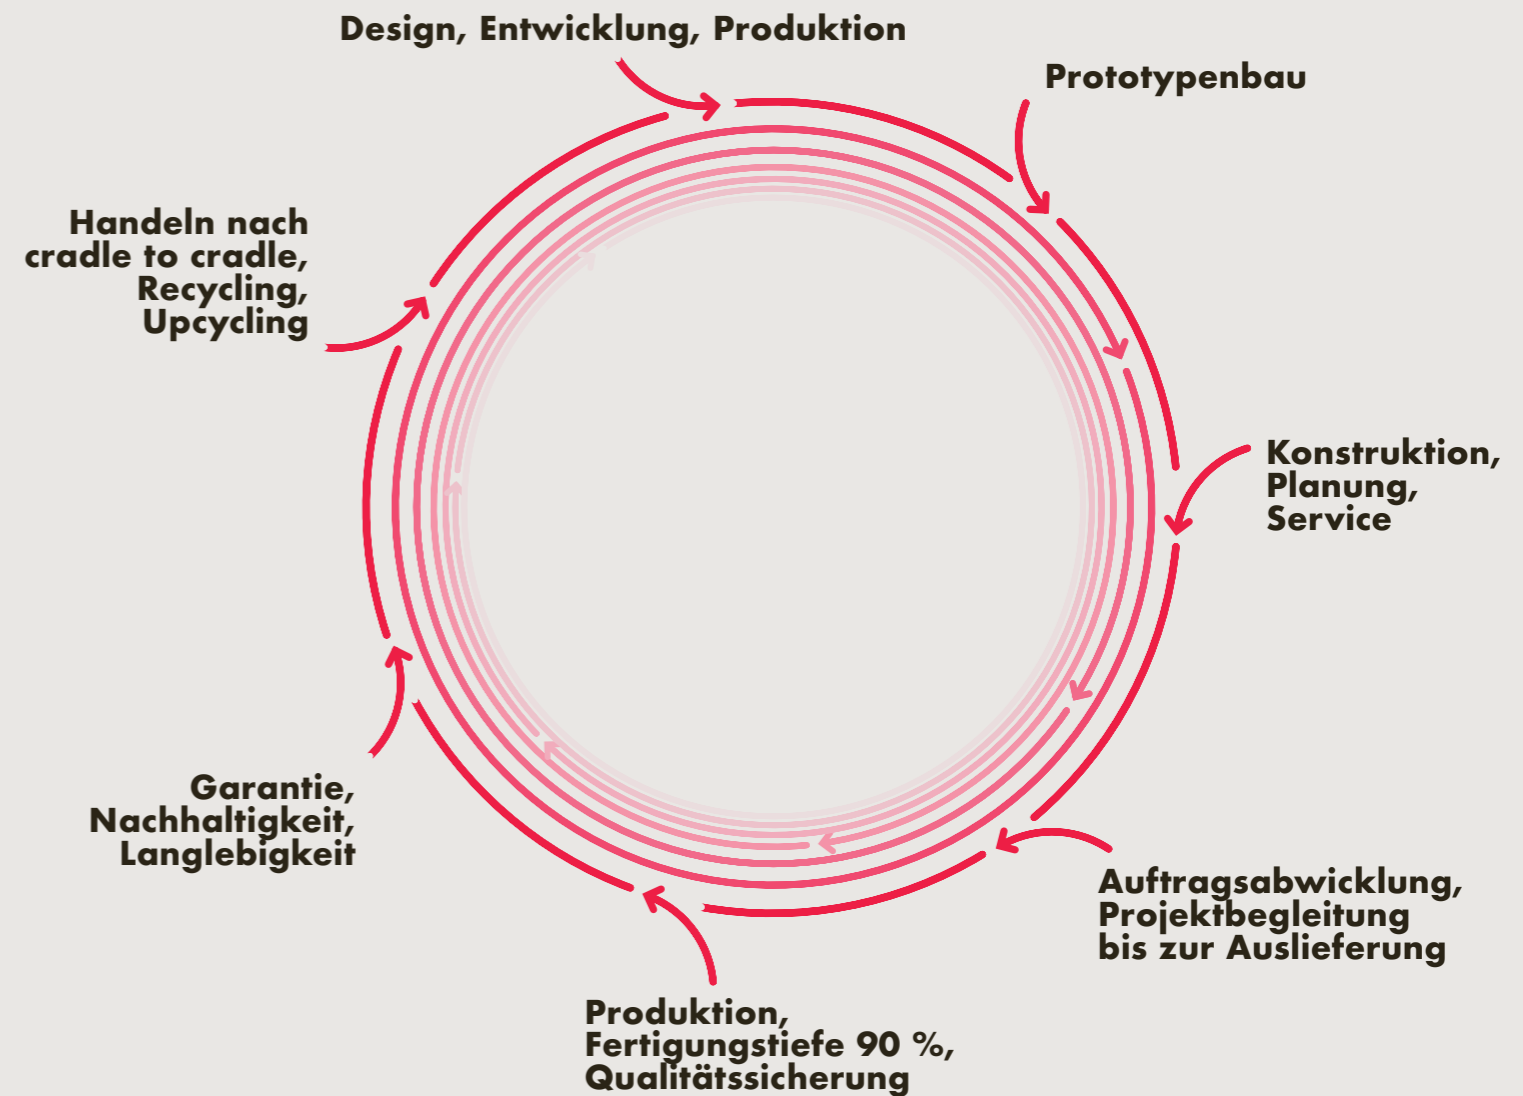 Design, Entwicklung, Produktion
Prototypenbau
Konstruktion,
Planung,
Service
Auftragsabwicklung,
Projektbegleitung
bis zur Auslieferung
Produktion,
Fertigungstiefe 90 %,
Qualitätssicherung
Garantie,
Nachhaltigkeit,
Langlebigkeit
Handeln nach
cradle to cradle,
Recycling,
Upcycling